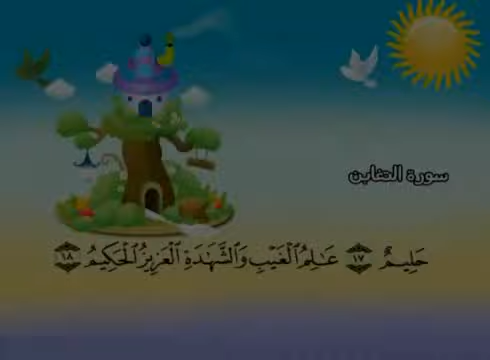 سورة التغابن
حَلِيمٌ ١٧ عَٰلِمُ ٱلْغَيْبِ وَٱلشَّهَٰدَةِ ٱلْعَزِيزُ ٱلْحَكِيمُ ١٨